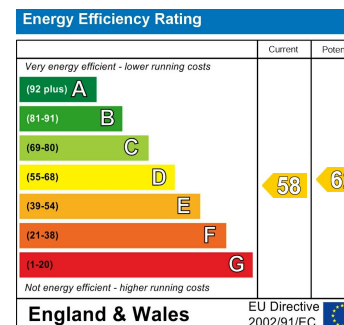 Energy Efficiency Rating
Current
Very energy efficient - lower running costs
(92 plus) A
(81-91) B
(69-80) C
(55-68) D
58
(39-54) E
(21-38) F
(1-20) G
Not energy efficient - higher running costs
England & Wales
EU Directive
2002/91/EC